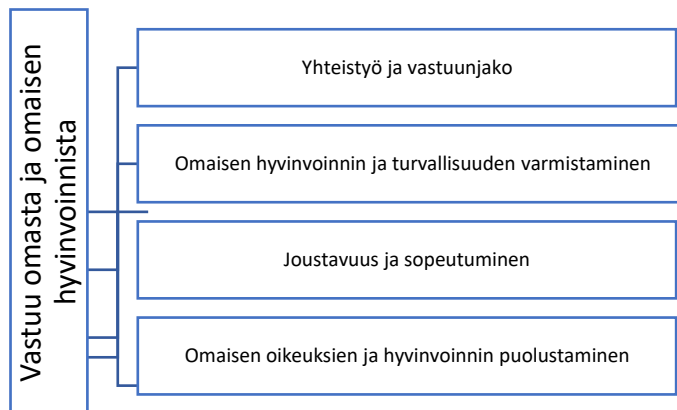 Vastuu omasta ja omaisen
hyvinvoinnista
Yhteistyö ja vastuunjako
Omaisen hyvinvoinnin ja turvallisuuden varmistaminen
Joustavuus ja sopeutuminen
Omaisen oikeuksien ja hyvinvoinnin puolustaminen